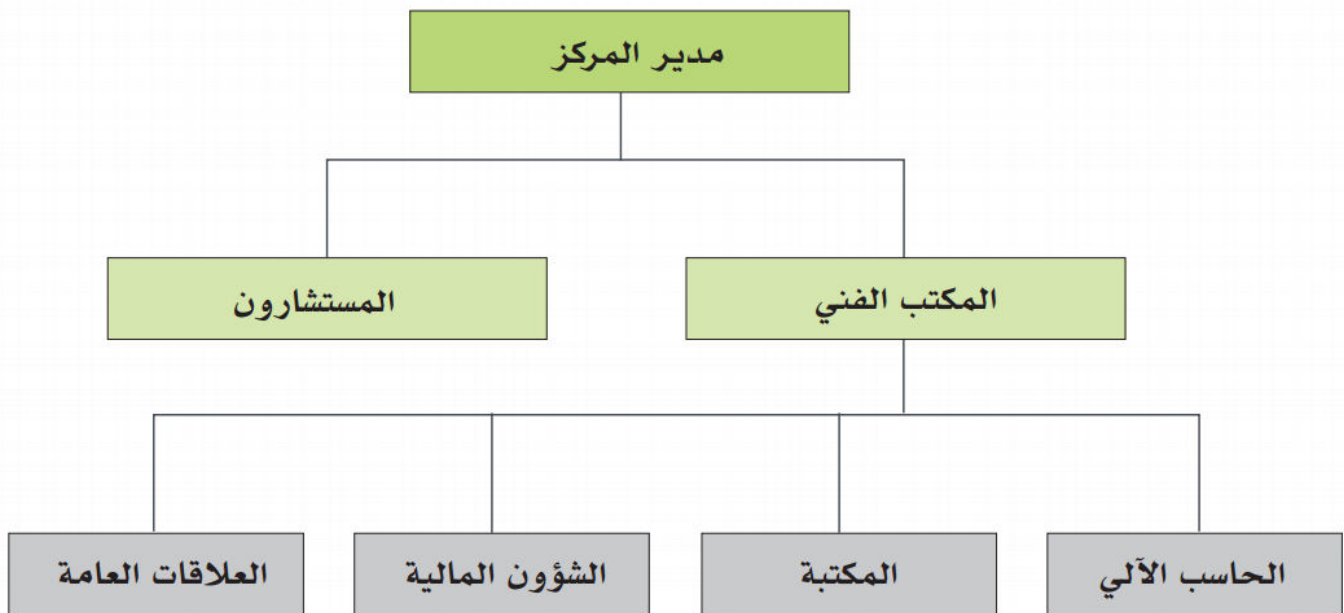 مدير المركز
المكتب الفني
المستشارون
الحاسب الآلي
المكتبة
الشؤون المالية
العلاقات العامة